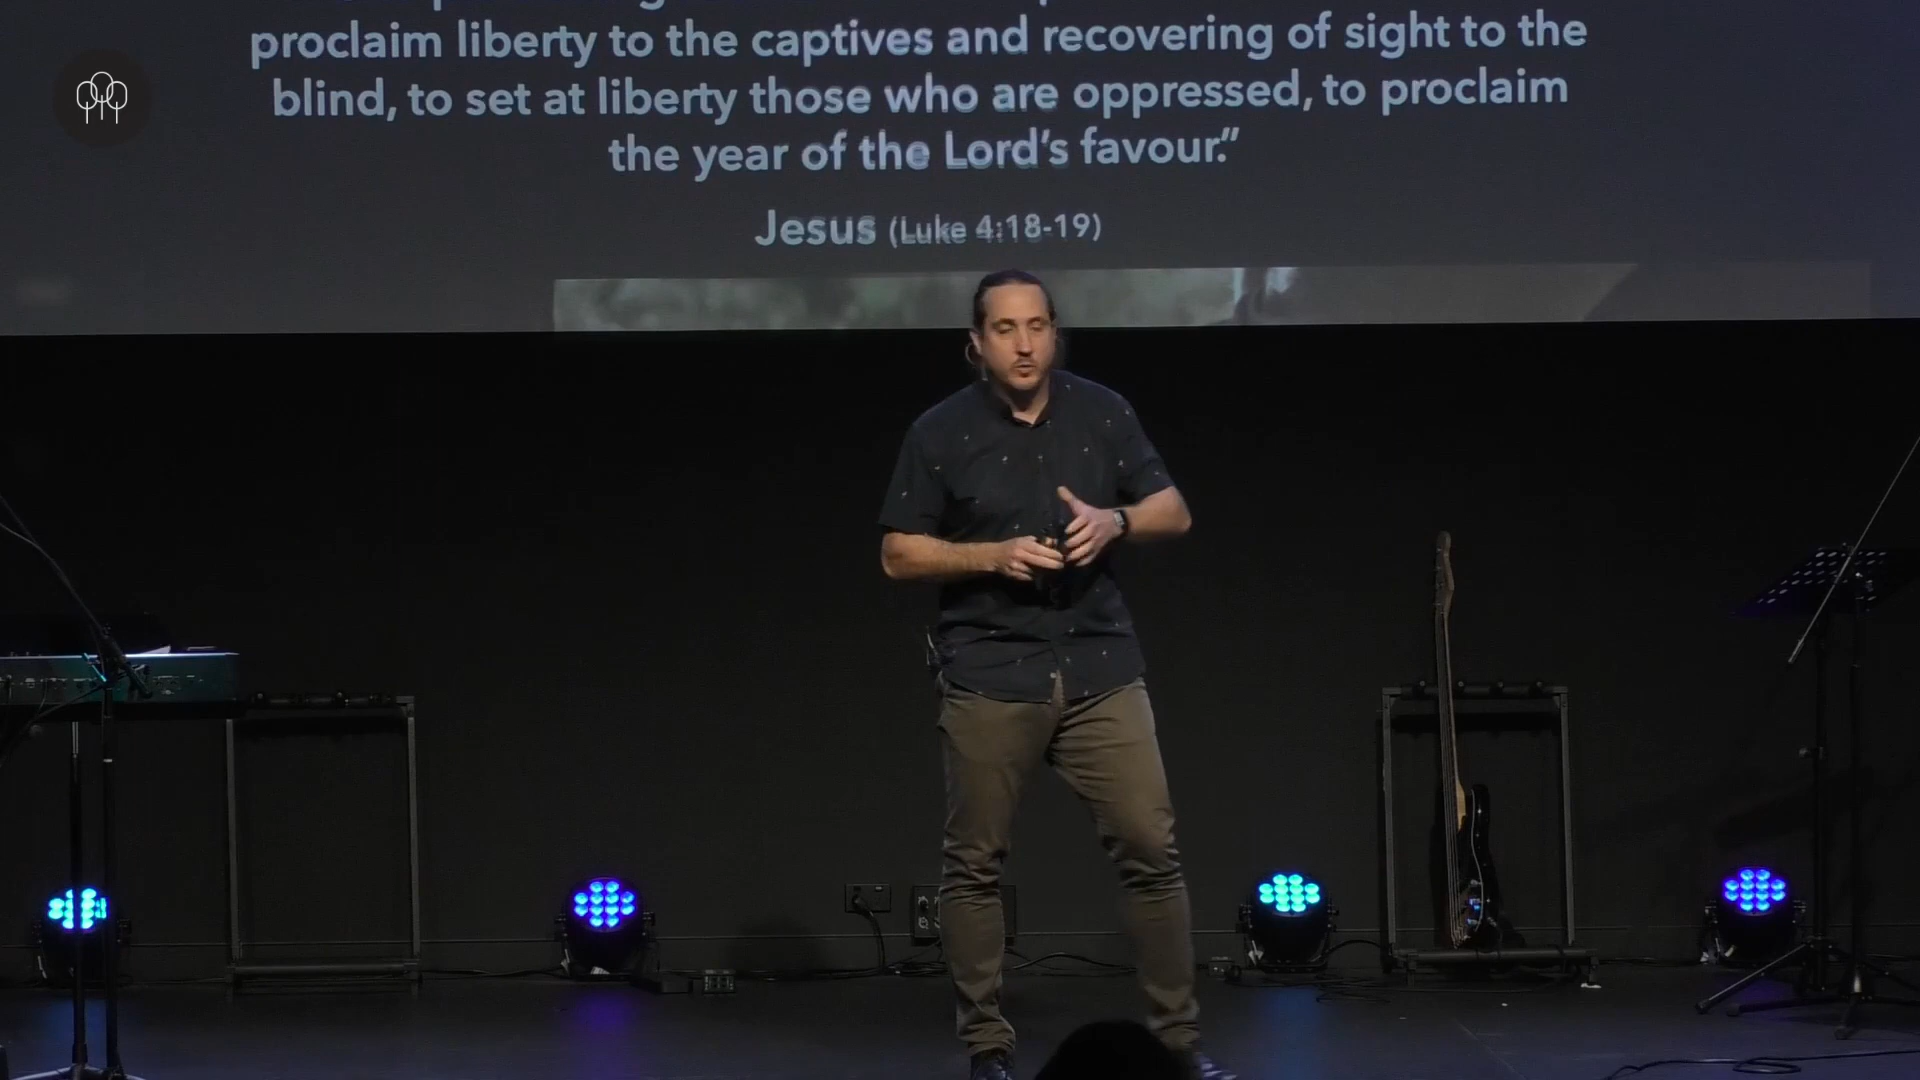 proclaim liberty to the captives and recovering of sight to the
blind, to set at liberty those who are oppressed, to proclaim
the year of the Lord's favour.”
Jesus (Luke 4:18-19)